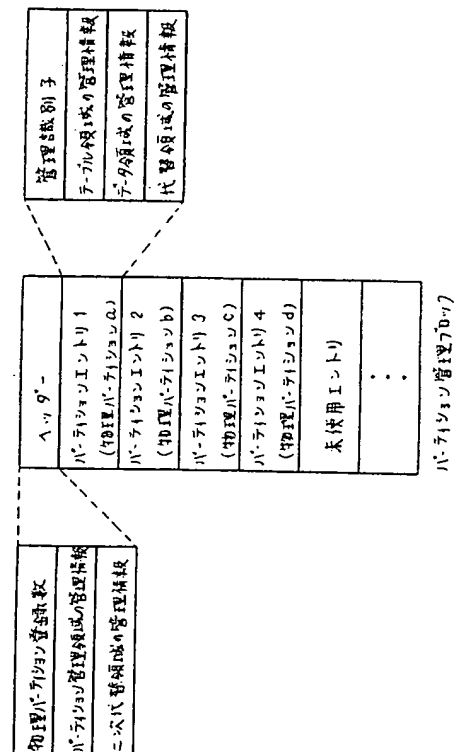 管理識別子
テーブル領域の管理情報
データ領域の管理情報
代替領域の管理情報
ヘッダー
パーティションエントリ1
(物理パーティションa)
パーティションエントリ2
(物理パーティションb)
パーティションエントリ3
(物理パーティションc)
パーティションエントリ4
(物理パーティションd)
未使用エントリ
・・・
パーティション管理ブロック
物理パーティション登録数
パーティション管理領域の管理情報
二次代替領域の管理情報